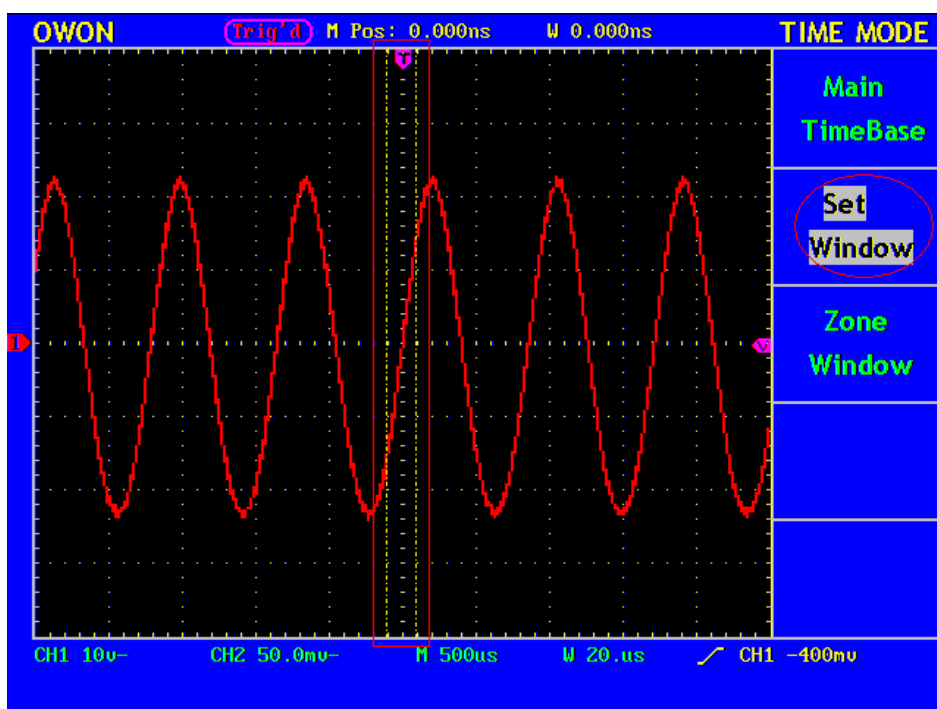 OWON Trig'd M Pos: 0.000ns W 0.000ns TIME MODE
T
Main
TimeBase
Set
Window
Zone
Window
1
V
CH1 10v- CH2 50.0mv- M 500us W 20.us CH1 -400mv